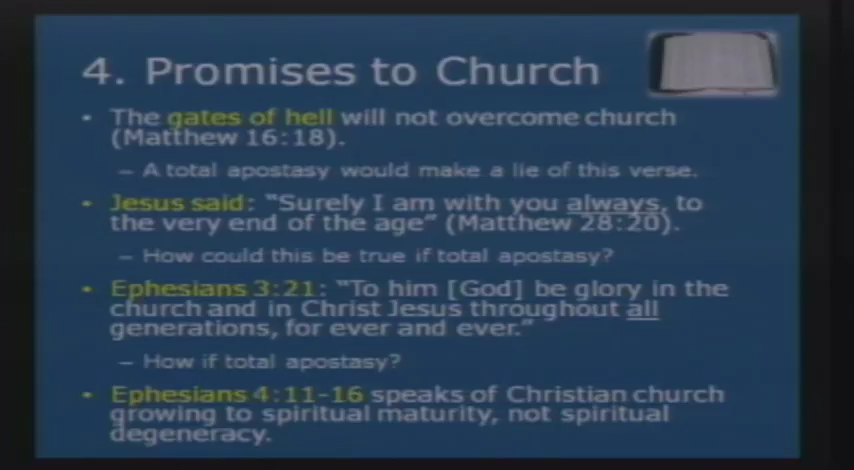 4. Promises to Church
• The gates of hell will not overcome church
(Matthew 16:18).
– A total apostasy would make a lie of this verse.
• Jesus said: “Surely I am with you always, to
the very end of the age” (Matthew 28:20).
– How could this be true if total apostasy?
• Ephesians 3:21: “To him [God] be glory in the
church and in Christ Jesus throughout all
generations, for ever and ever.”
– How if total apostasy?
• Ephesians 4:11-16 speaks of Christian church
growing to spiritual maturity, not spiritual
degeneracy.